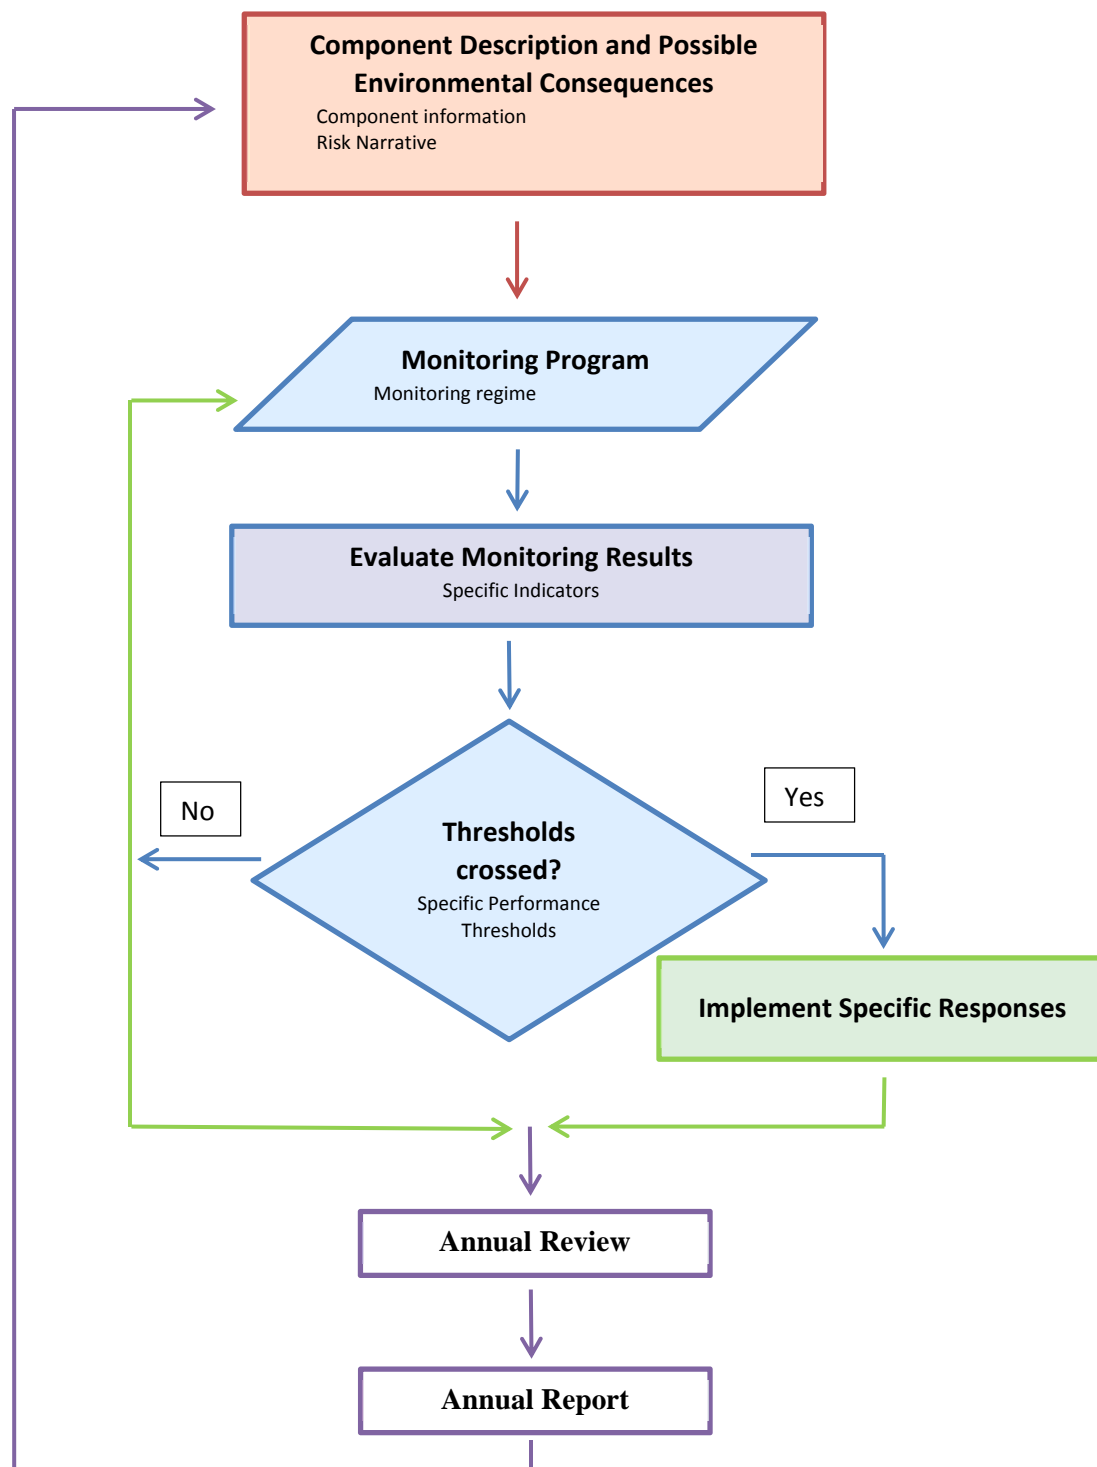 Component Description and Possible
Environmental Consequences
Component information
Risk Narrative
Monitoring Program
Monitoring regime
Evaluate Monitoring Results
Specific Indicators
No
Yes
Thresholds
crossed?
Specific Performance
Thresholds
Implement Specific Responses
Annual Review
Annual Report